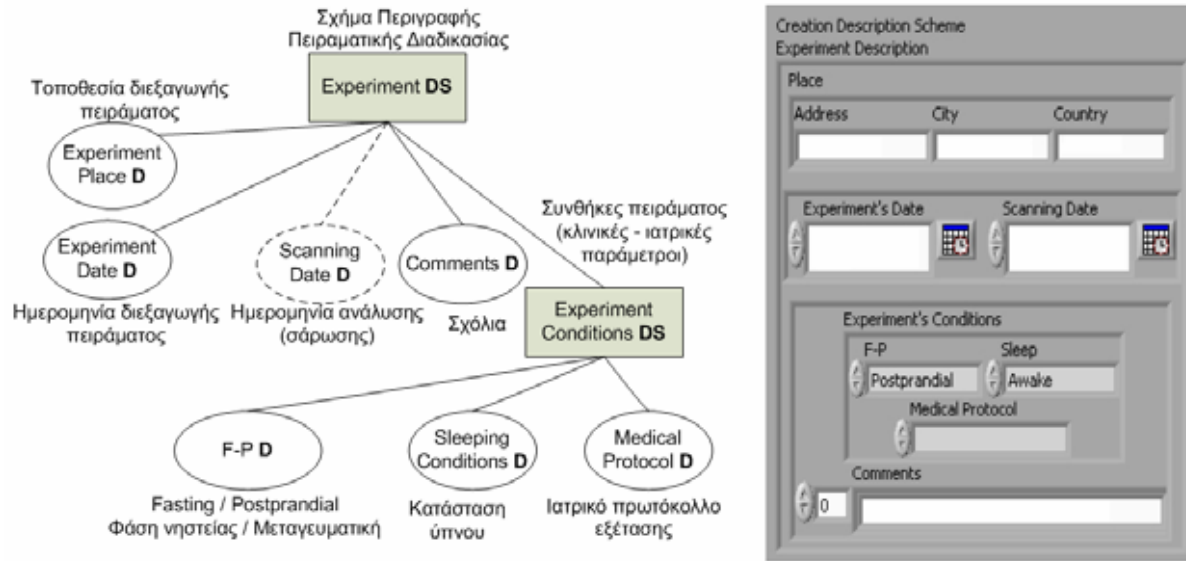 Σχήμα Περιγραφής
Πειραματικής Διαδικασίας
Experiment DS
Τοποθεσία διεξαγωγής
πειράματος
Experiment
Place D
Experiment
Date D
Ημερομηνία διεξαγωγής
πειράματος
Scanning
Date D
Ημερομηνία ανάλυσης
(σάρωσης)
Comments D
Σχόλια
Συνθήκες πειράματος
(κλινικές - ιατρικές
παράμετροι)
Experiment
Conditions DS
F-P D
Fasting / Postprandial
Φάση νηστείας / Μεταγευματική
Sleeping
Conditions D
Κατάσταση
ύπνου
Medical
Protocol D
Ιατρικό πρωτόκολλο
εξέτασης
Creation Description Scheme
Experiment Description
Place
Address City Country
Experiment's Date Scanning Date
Experiment's Conditions
F-P Sleep
Postprandial Awake
Medical Protocol
Comments
0